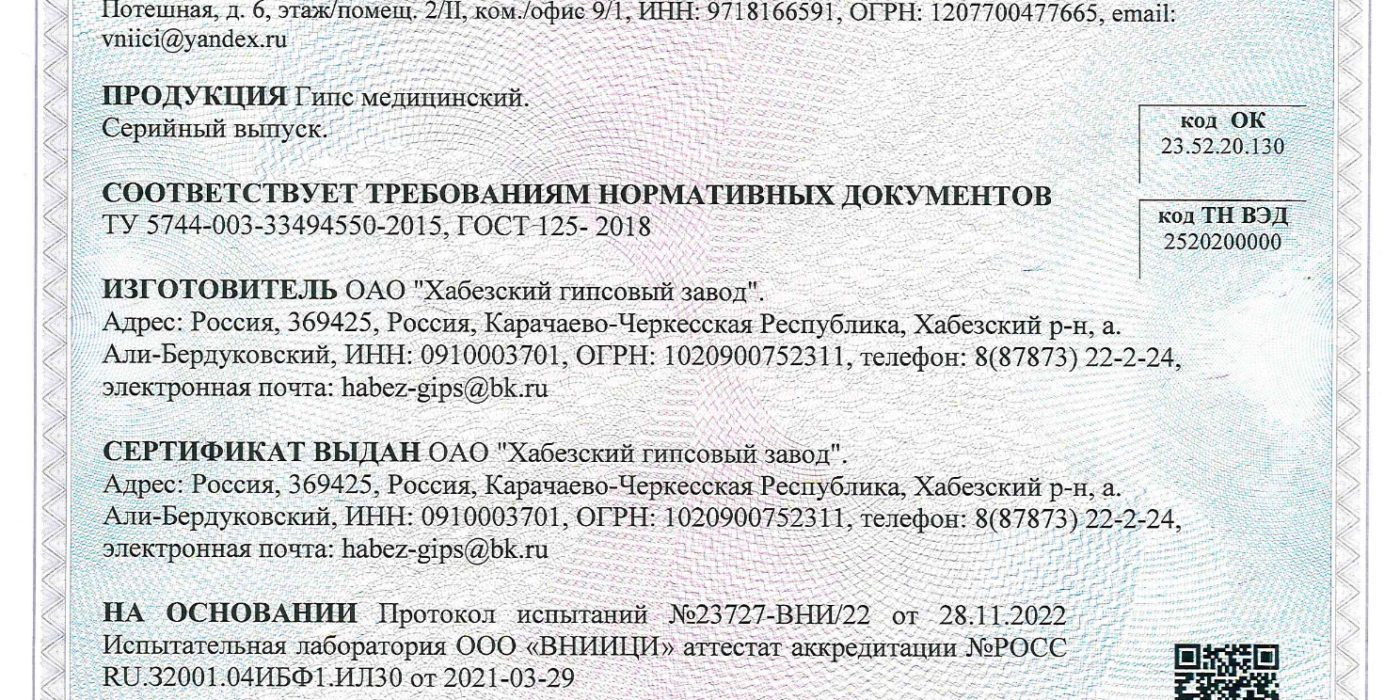 Потешная, д. 6, этаж/помещ. 2/II, ком./офис 9/1, ИНН: 9718166591, ОГРН: 1207700477665, email:
vniici@yandex.ru
ПРОДУКЦИЯ Гипс медицинский.
Серийный выпуск.
код ОК
23.52.20.130
СООТВЕТСТВУЕТ ТРЕБОВАНИЯМ НОРМАТИВНЫХ ДОКУМЕНТОВ
ТУ 5744-003-33494550-2015, ГОСТ 125- 2018
код ТН ВЭД
2520200000
ИЗГОТОВИТЕЛЬ ОАО "Хабезский гипсовый завод".
Адрес: Россия, 369425, Россия, Карачаево-Черкесская Республика, Хабезский р-н, а.
Али-Бердуковский, ИНН: 0910003701, ОГРН: 1020900752311, телефон: 8(87873) 22-2-24,
электронная почта: habez-gips@bk.ru
СЕРТИФИКАТ ВЫДАН ОАО "Хабезский гипсовый завод".
Адрес: Россия, 369425, Россия, Карачаево-Черкесская Республика, Хабезский р-н, а.
Али-Бердуковский, ИНН: 0910003701, ОГРН: 1020900752311, телефон: 8(87873) 22-2-24,
электронная почта: habez-gips@bk.ru
НА ОСНОВАНИИ Протокол испытаний №23727-ВНИ/22 от 28.11.2022
Испытательная лаборатория ООО «ВНИИЦИ» аттестат аккредитации №РОСС
RU.32001.04ИБФ1.ИЛ30 от 2021-03-29